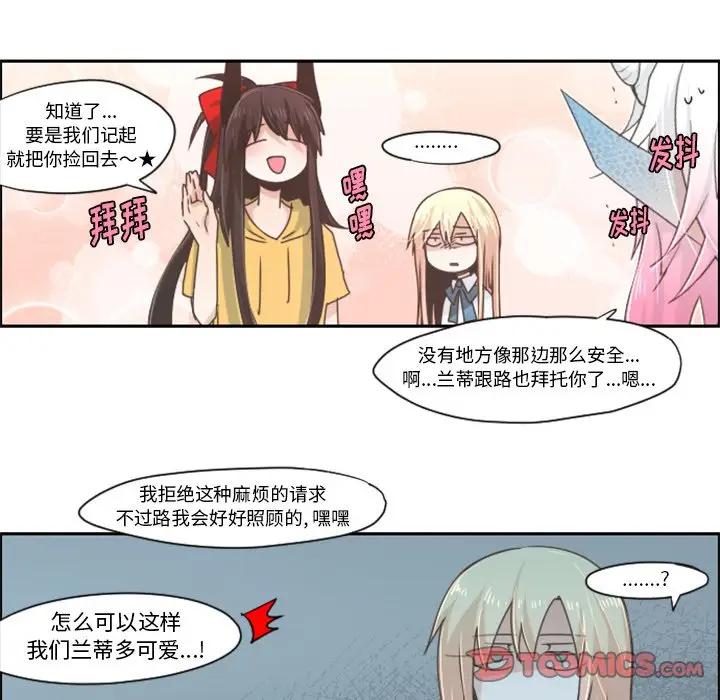 知道了...
要是我们记起
就把你捡回去～★
.........
拜拜
嘿
嘿
发抖
发抖
没有地方像那边那么安全...
啊...兰蒂跟路也拜托你了...嗯...
我拒绝这种麻烦的请求
不过路我会好好照顾的, 嘿嘿
.......?
怎么可以这样
我们兰蒂多可爱...!
TOOMICS.COM